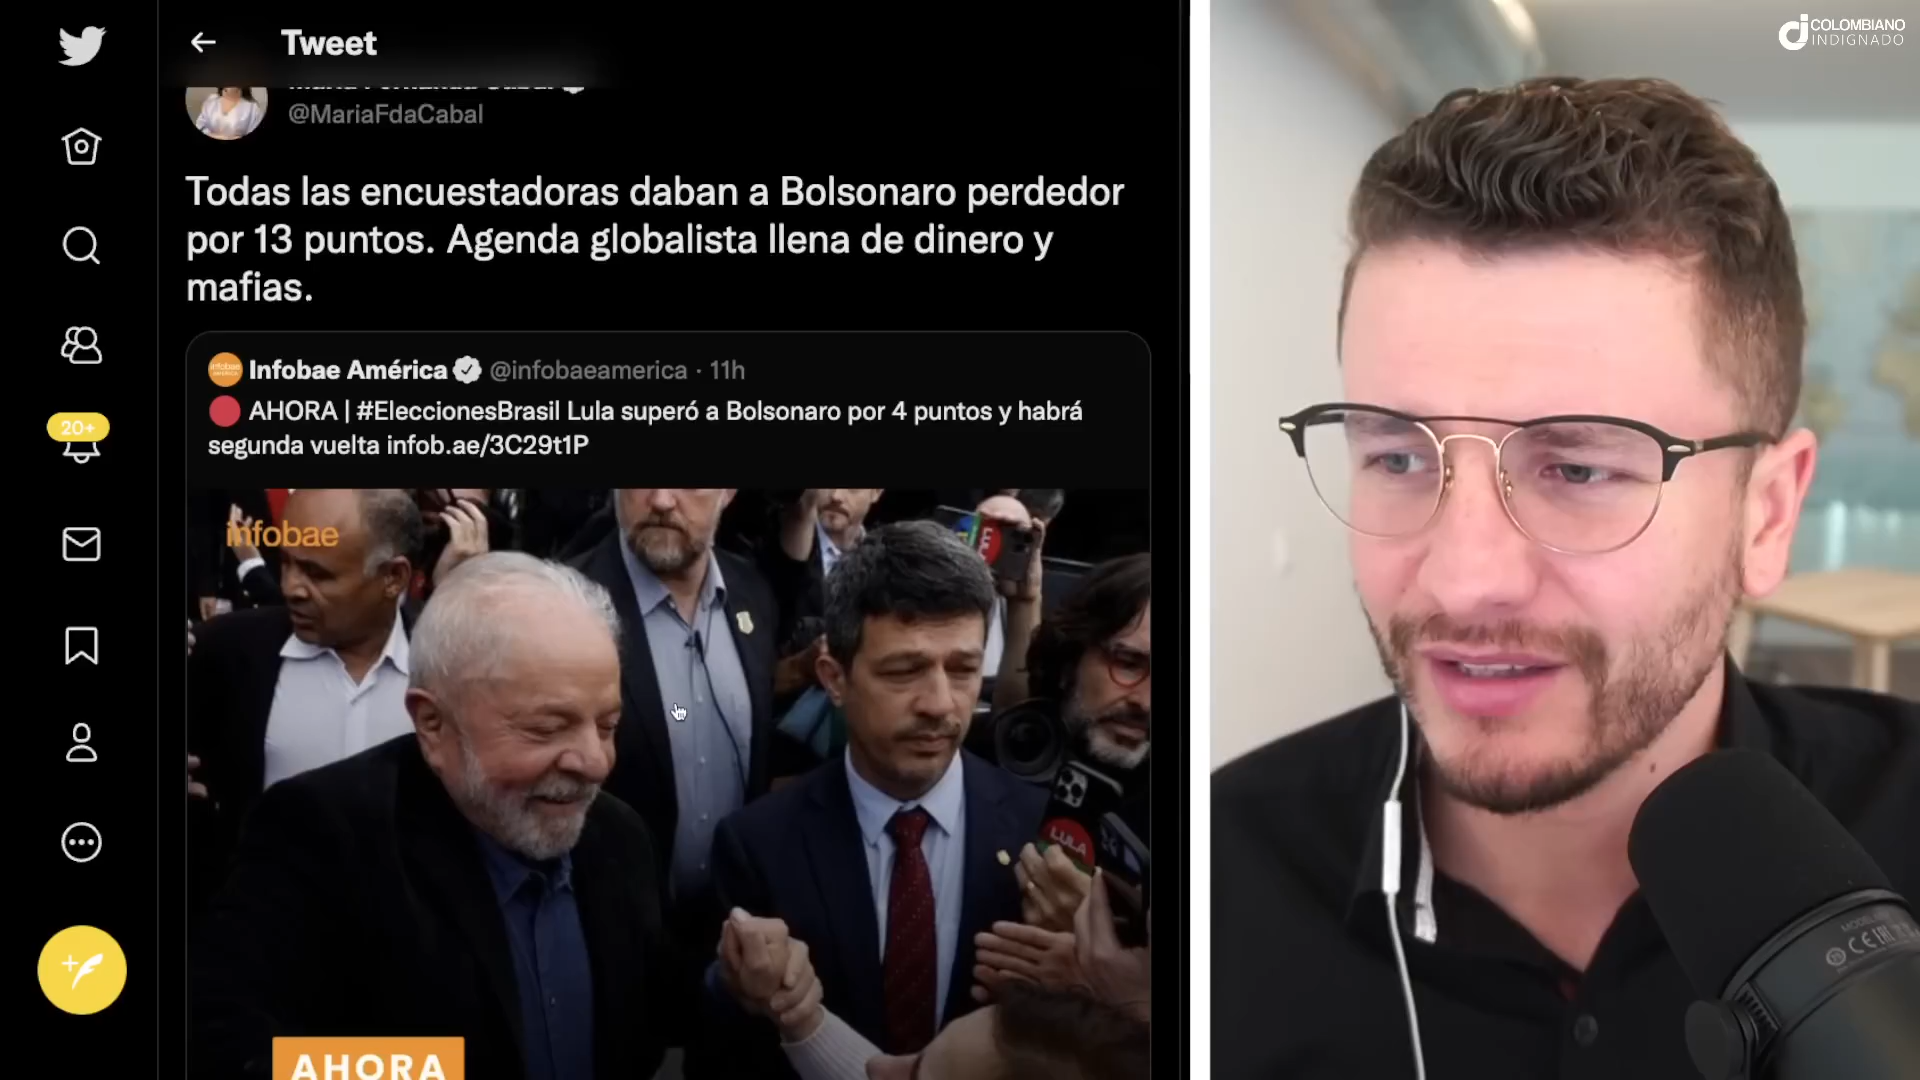 COLOMBIANO
INDIGNADO
Tweet
@MariaFdaCabal
Todas las encuestadoras daban a Bolsonaro perdedor
por 13 puntos. Agenda globalista llena de dinero y
mafias.
Infobae América @infobaeamerica · 11h
AHORA | #EleccionesBrasil Lula superó a Bolsonaro por 4 puntos y habrá
segunda vuelta infob.ae/3C29t1P
20+
infobae
LULA
AHORA